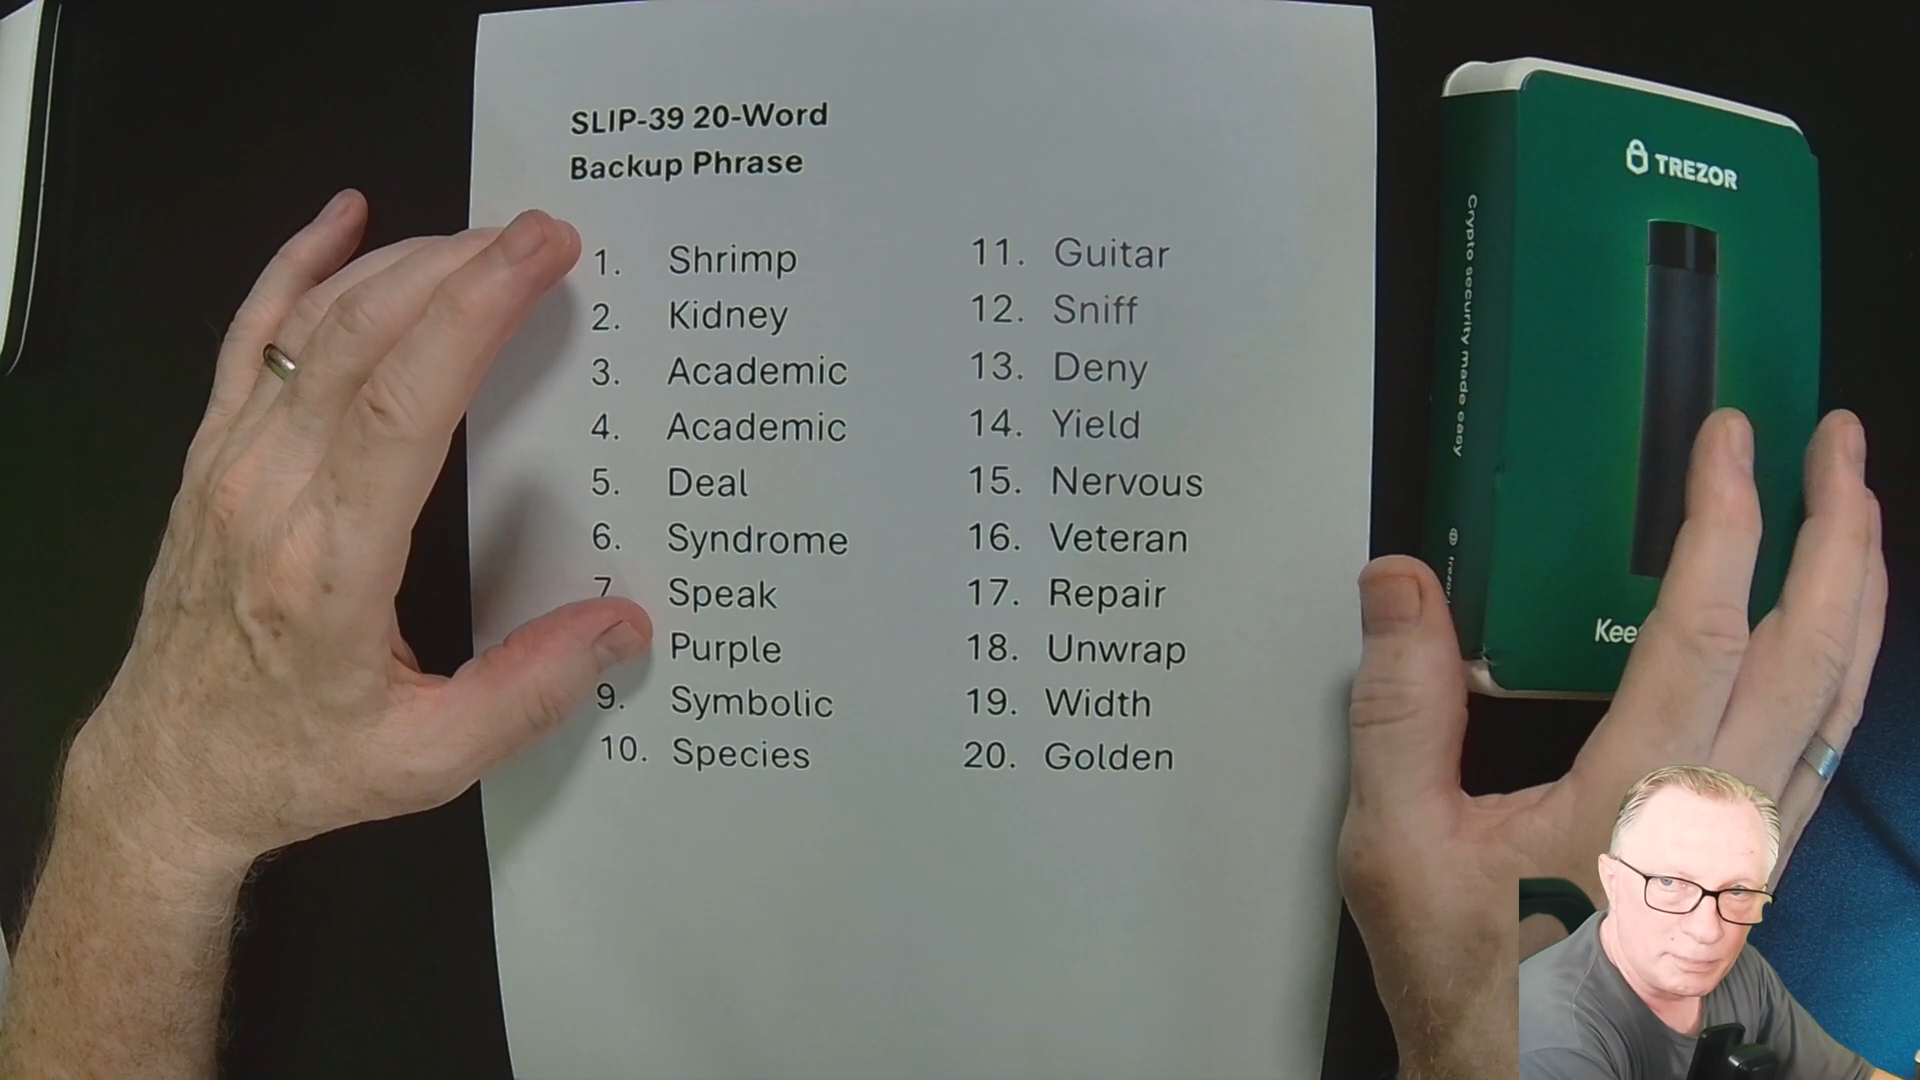 SLIP-39 20-Word
Backup Phrase
1. Shrimp
2. Kidney
3. Academic
4. Academic
5. Deal
6. Syndrome
7 Speak
Purple
9. Symbolic
10. Species
11. Guitar
12. Sniff
13. Deny
14. Yield
15. Nervous
16. Veteran
17. Repair
18. Unwrap
19. Width
20. Golden
TREZOR
Crypto security made easy